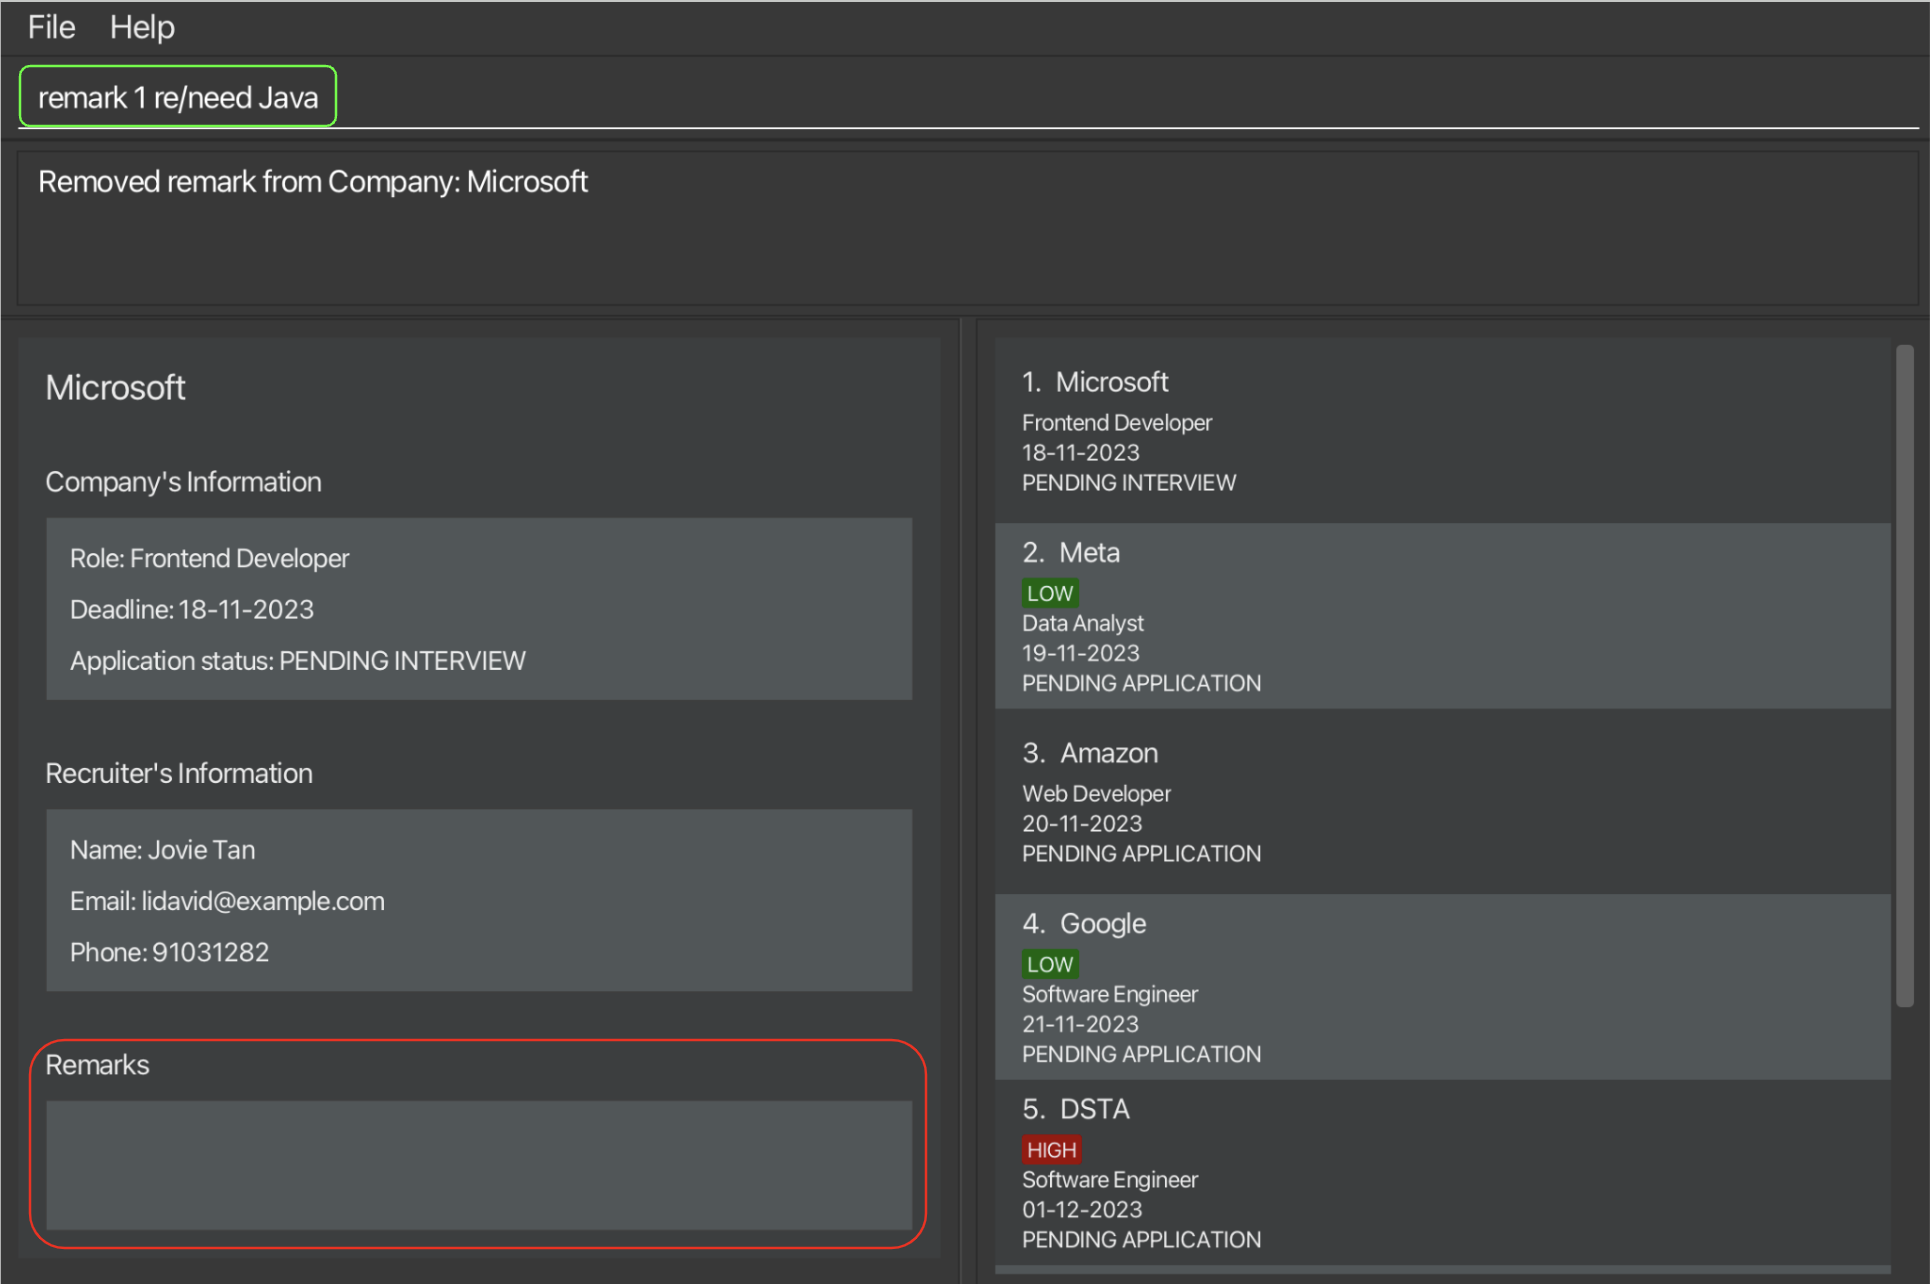 File Help
remark 1 re/need Java
Removed remark from Company: Microsoft
Microsoft
Company's Information
Role: Frontend Developer
Deadline: 18-11-2023
Application status: PENDING INTERVIEW
Recruiter's Information
Name: Jovie Tan
Email: lidavid@example.com
Phone: 91031282
Remarks
1. Microsoft
Frontend Developer
18-11-2023
PENDING INTERVIEW
2. Meta
LOW
Data Analyst
19-11-2023
PENDING APPLICATION
3. Amazon
Web Developer
20-11-2023
PENDING APPLICATION
4. Google
LOW
Software Engineer
21-11-2023
PENDING APPLICATION
5. DSTA
HIGH
Software Engineer
01-12-2023
PENDING APPLICATION